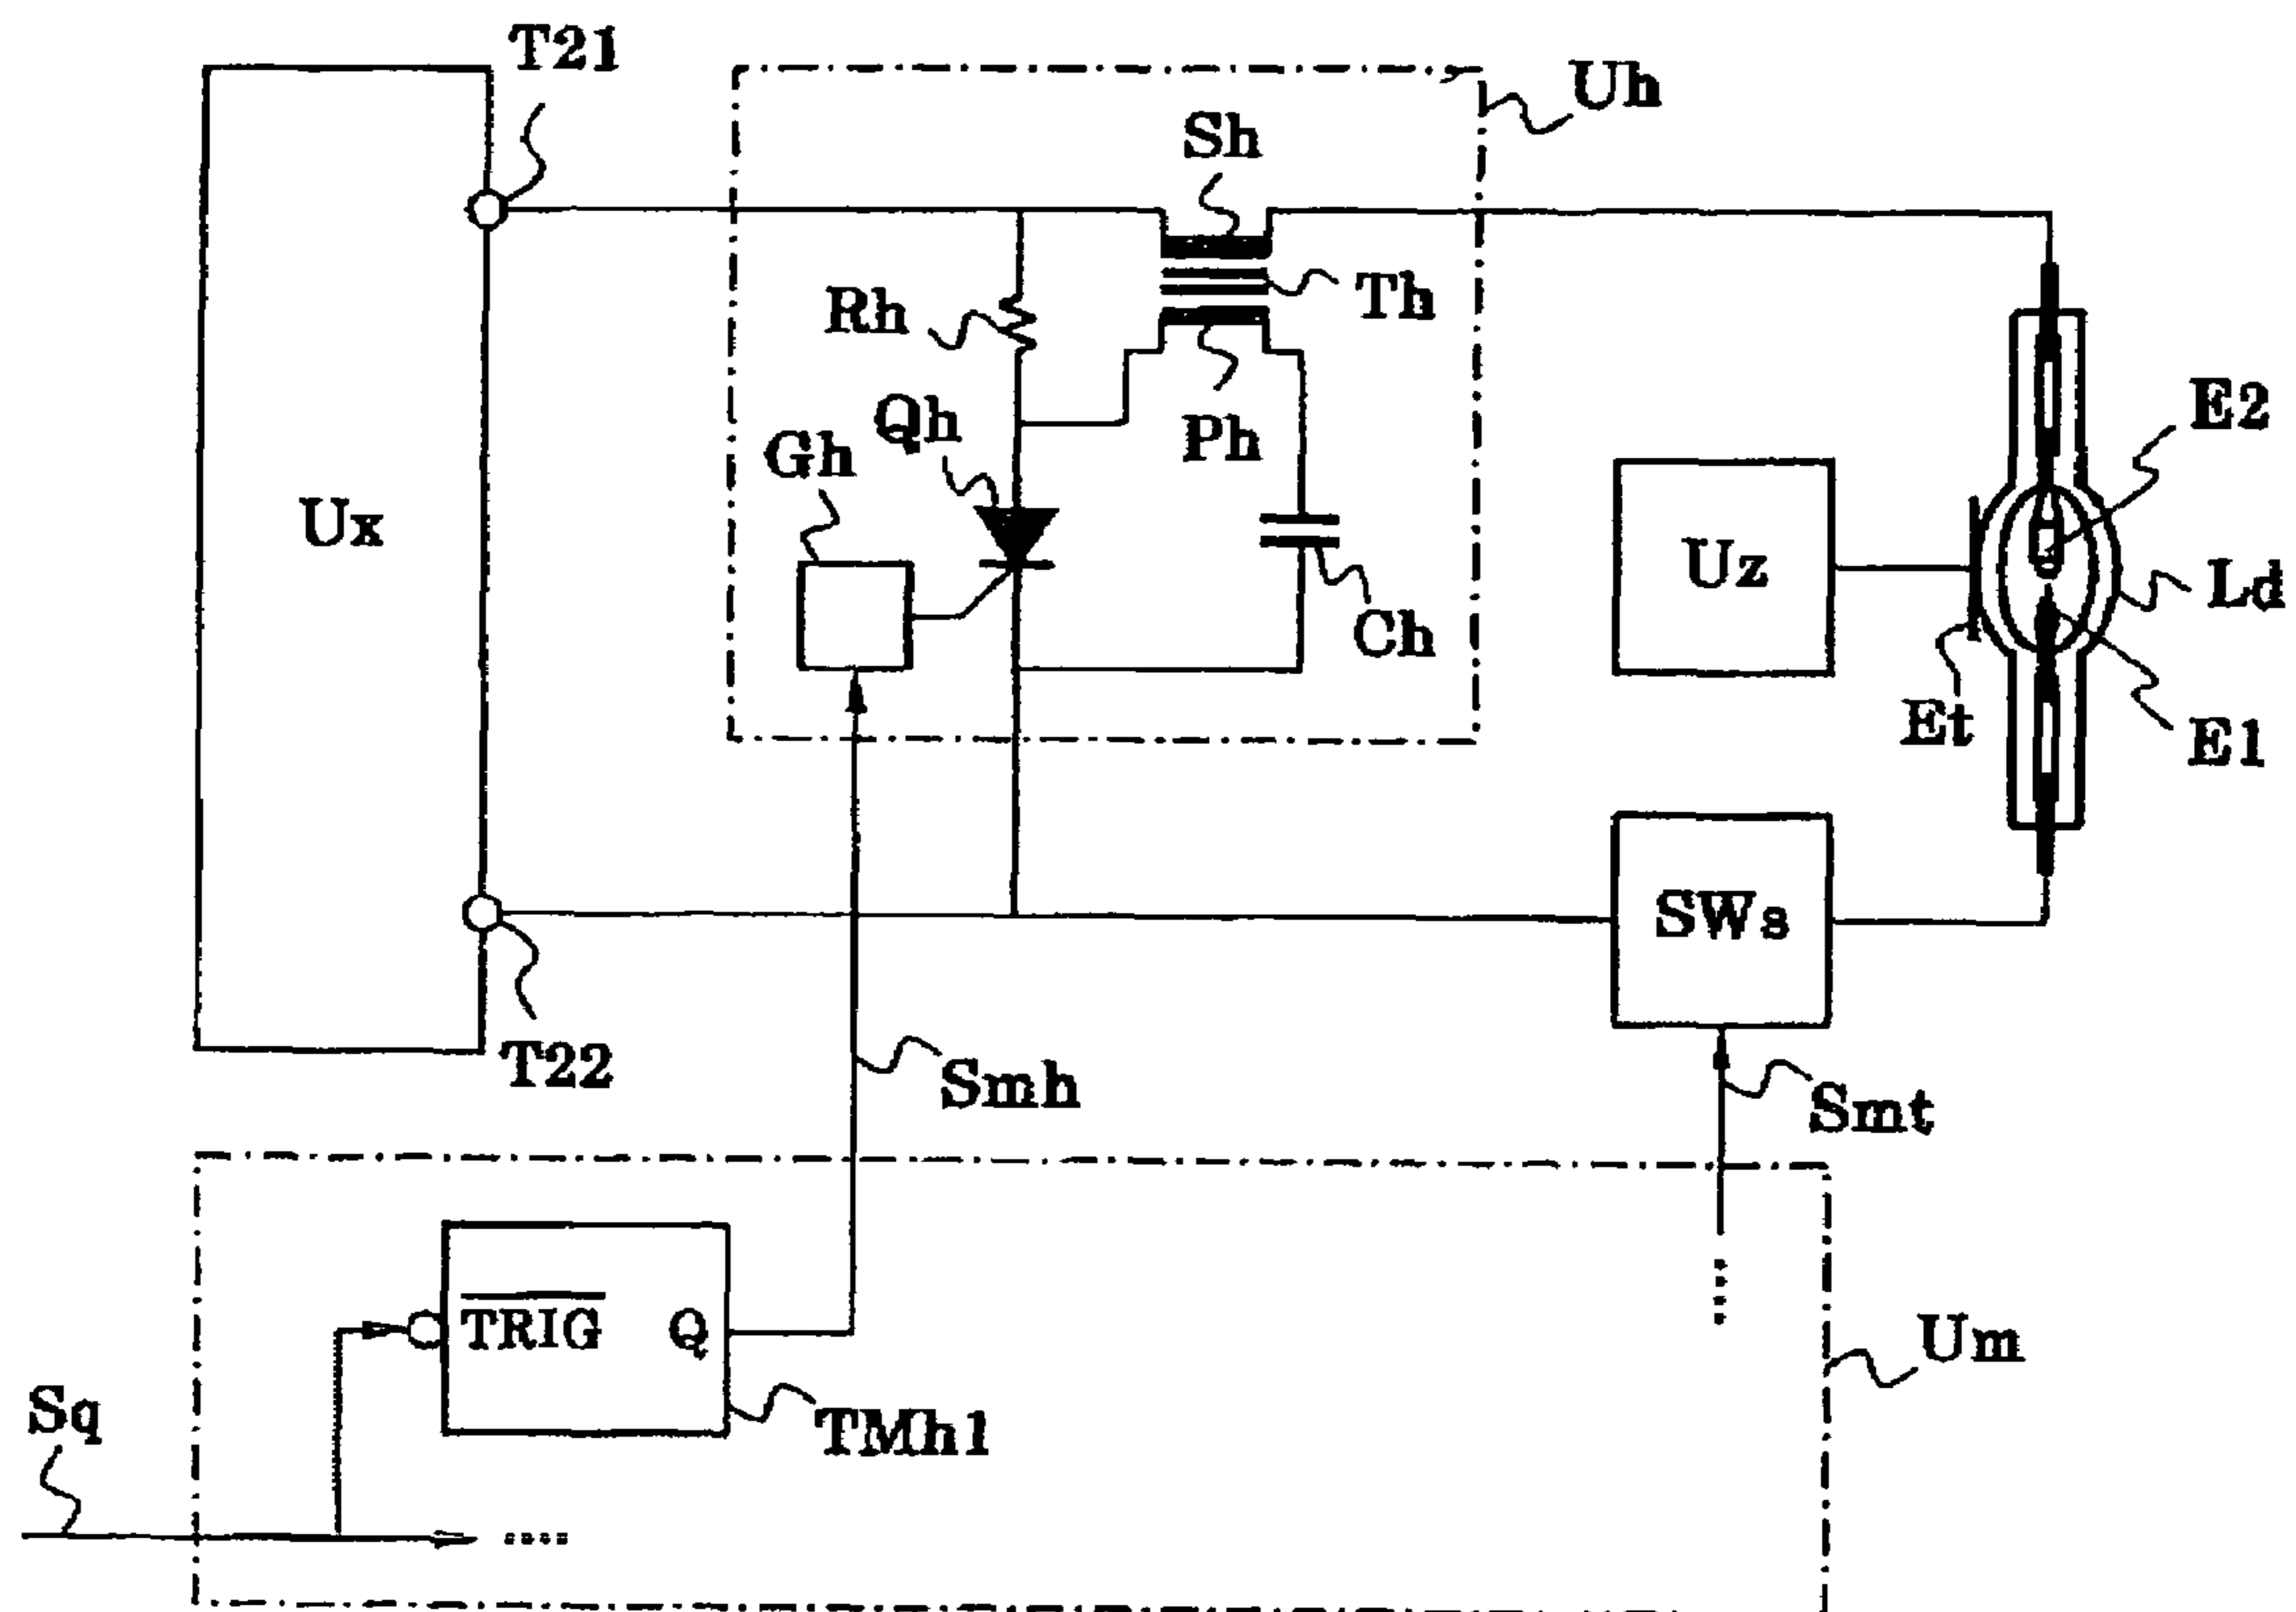 T21
Uh
Sh
Rh
Th
E2
Qh
Ph
Gh
Ux
Uz
Ld
Ch
Et
E1
SWs
T22
Smh
Smt
TRIG Q
Um
Sq
TMh1